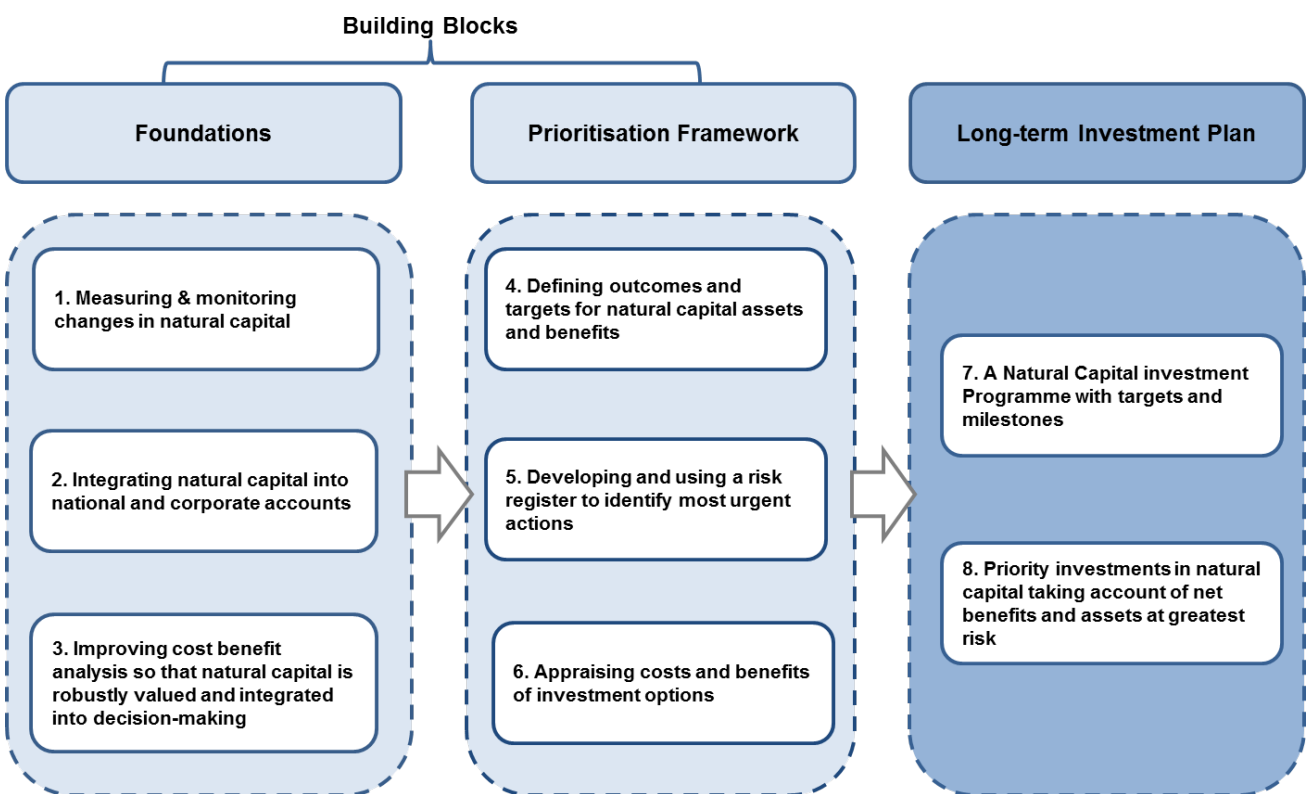 Building Blocks
Foundations
Prioritisation Framework
Long-term Investment Plan
1. Measuring & monitoring
changes in natural capital
2. Integrating natural capital into
national and corporate accounts
3. Improving cost benefit
analysis so that natural capital is
robustly valued and integrated
into decision-making
4. Defining outcomes and
targets for natural capital assets
and benefits
5. Developing and using a risk
register to identify most urgent
actions
6. Appraising costs and benefits
of investment options
7. A Natural Capital investment
Programme with targets and
milestones
8. Priority investments in natural
capital taking account of net
benefits and assets at greatest
risk